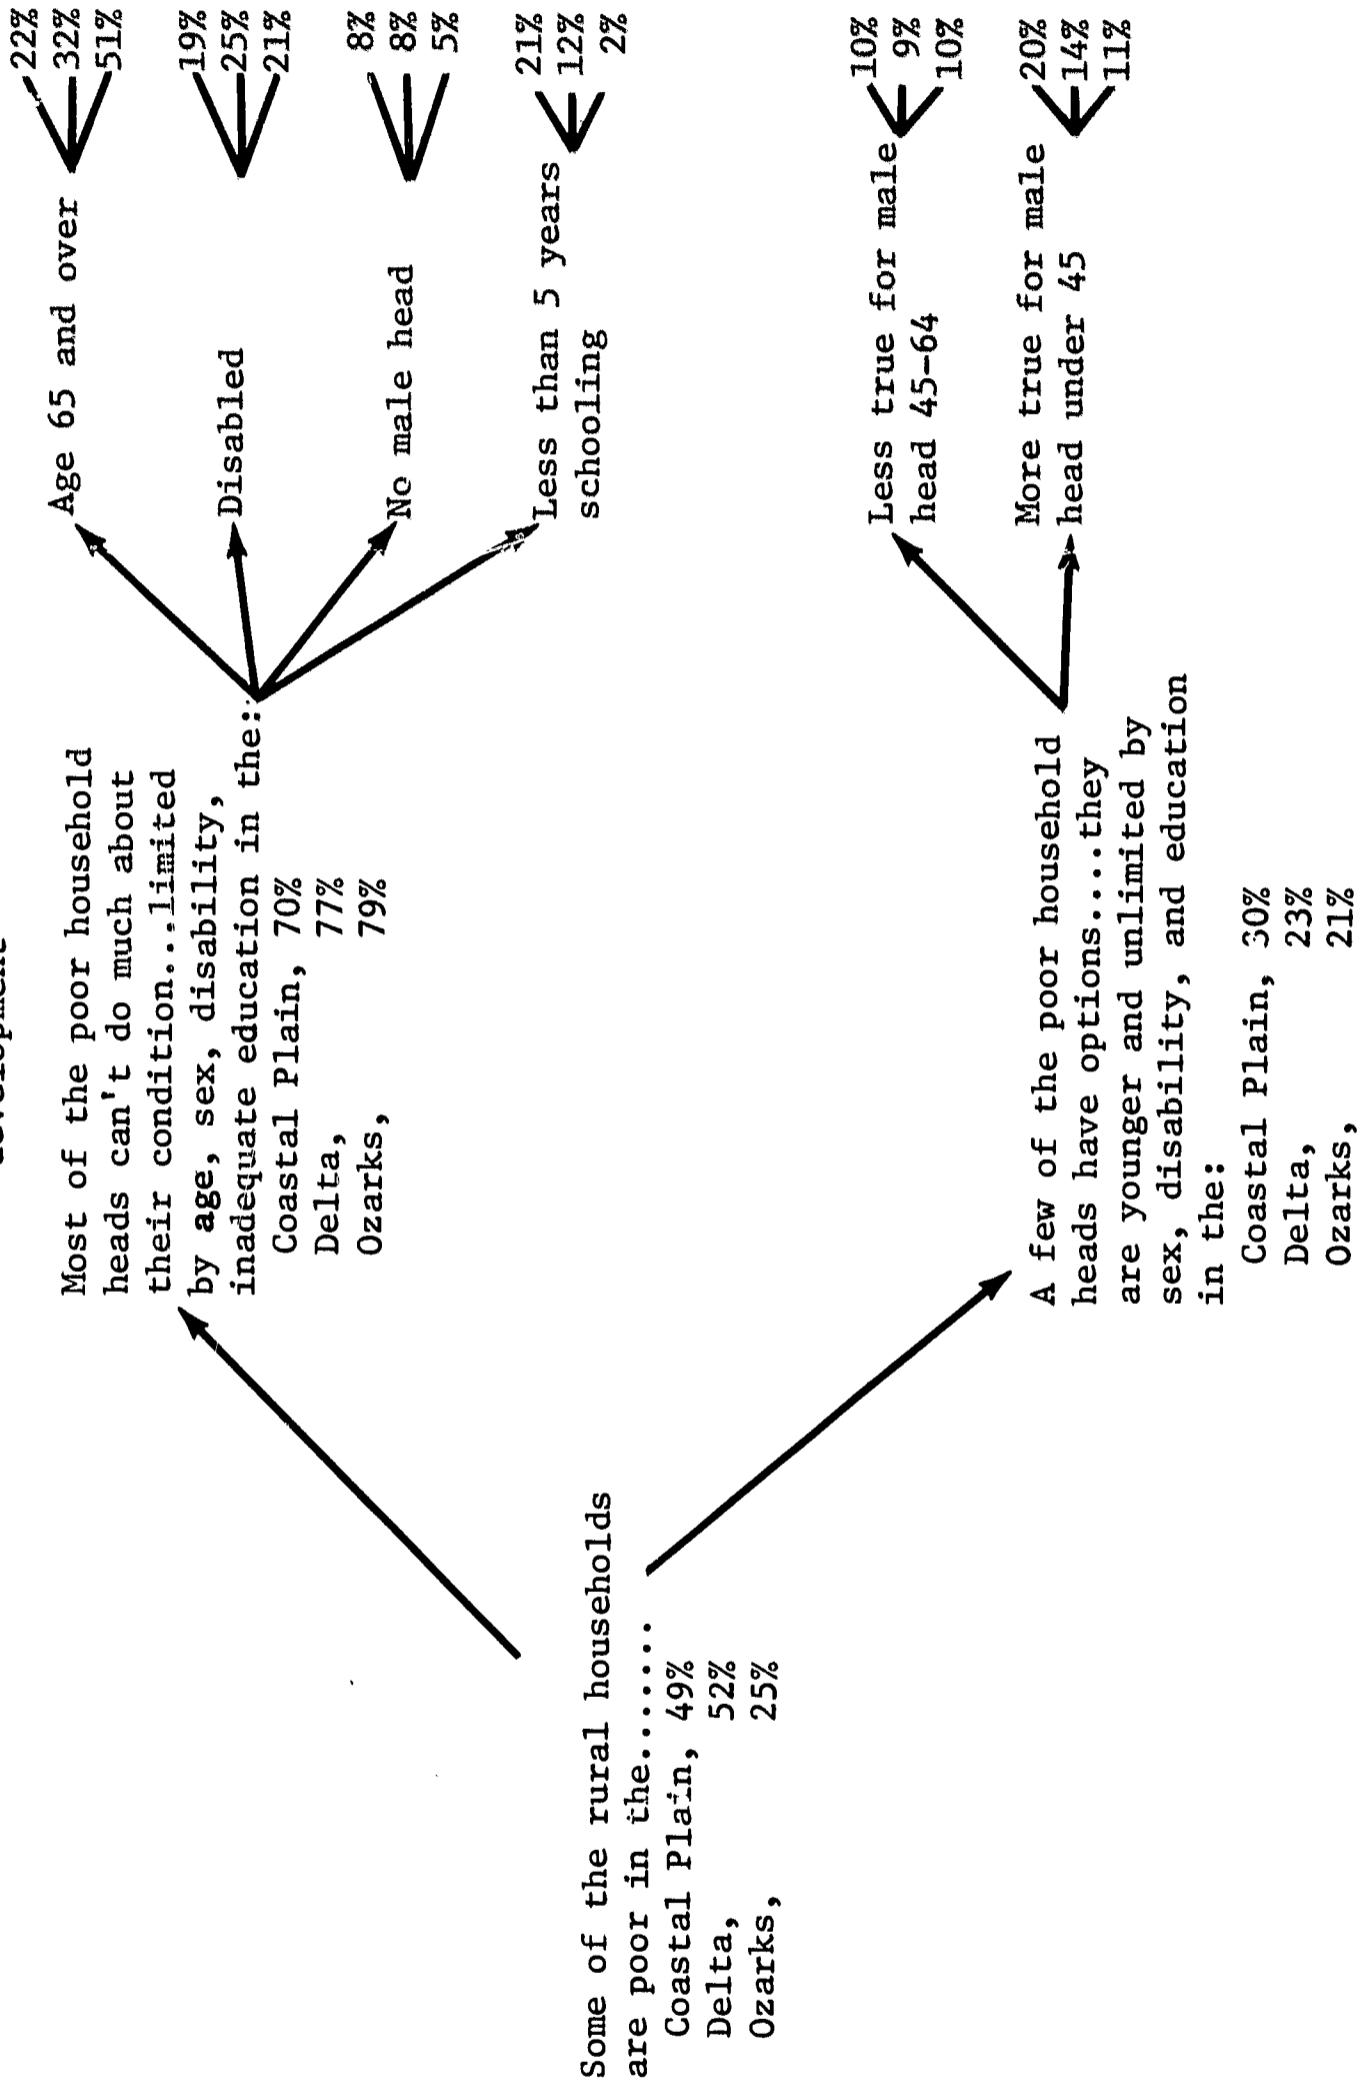 development
Some of the rural households
are poor in the.......
Coastal Plain, 49%
Delta, 52%
Ozarks, 25%
Most of the poor household
heads can't do much about
their condition...limited
by age, sex, disability,
inadequate education in the:
Coastal Plain, 70%
Delta, 77%
Ozarks, 79%
Age 65 and over
22%
32%
51%
Disabled
19%
25%
21%
No male head
8%
8%
5%
Less than 5 years
schooling
21%
12%
2%
A few of the poor household
heads have options....they
are younger and unlimited by
sex, disability, and education
in the:
Coastal Plain, 30%
Delta, 23%
Ozarks, 21%
Less true for male
head 45-64
10%
9%
10%
More true for male
head under 45
20%
14%
11%